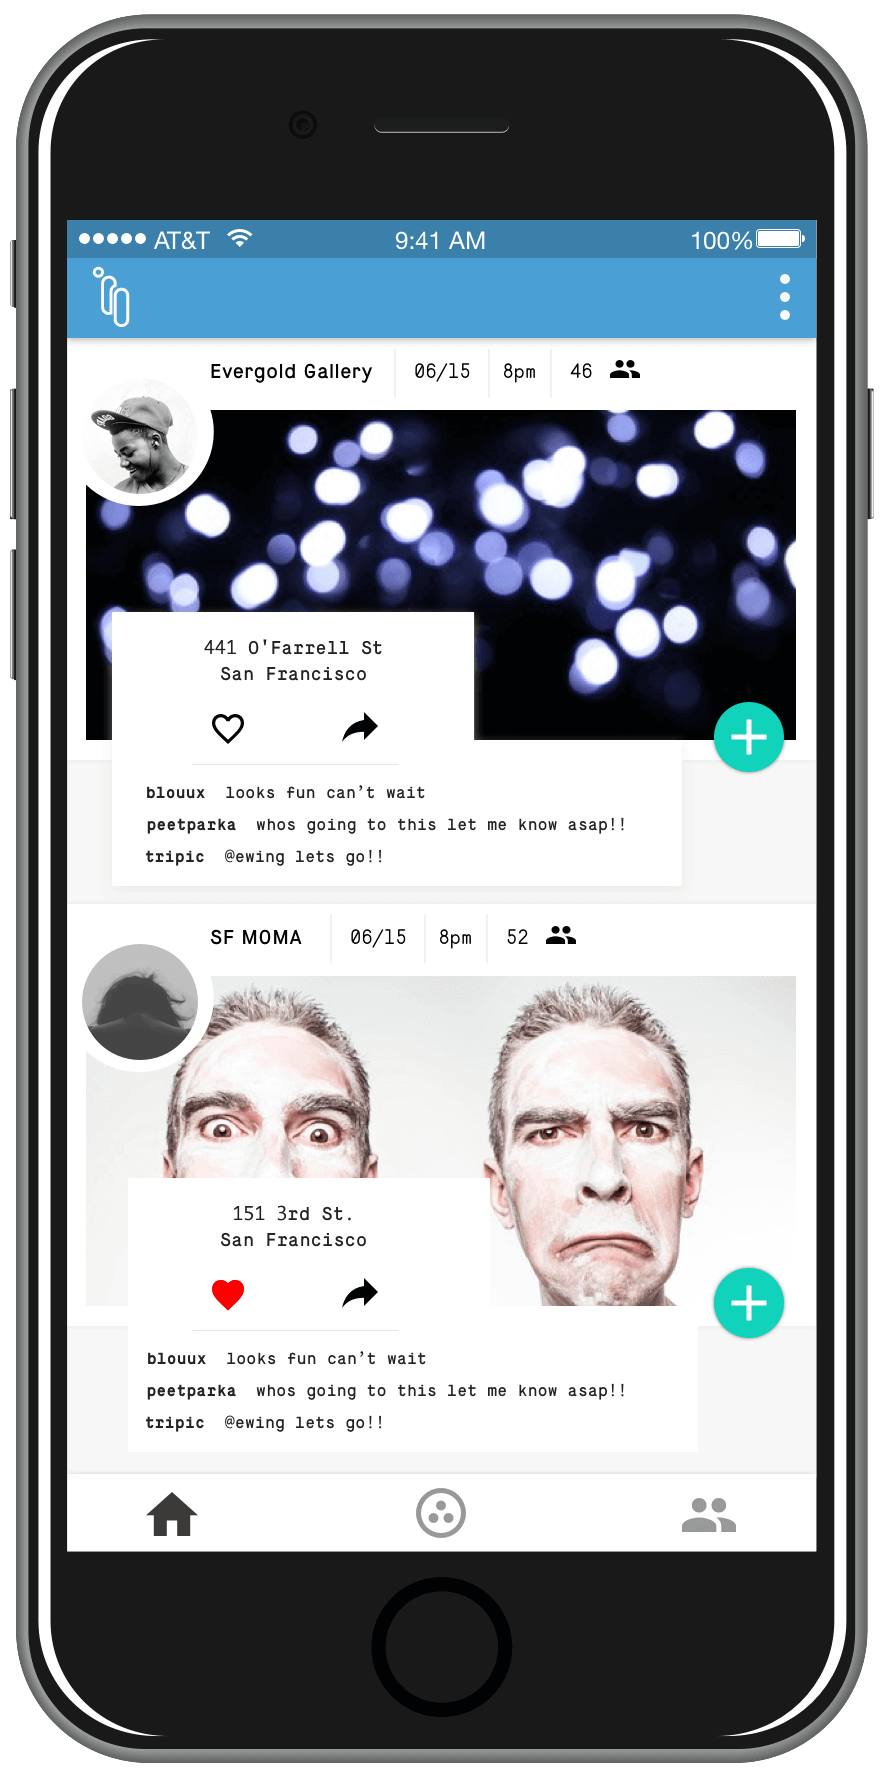 AT&T 9:41 AM 100%
Evergold Gallery 06/15 8pm 46
441 O'Farrell St
San Francisco
blouux looks fun can’t wait
peetparka whos going to this let me know asap!!
tripic @ewing lets go!!
SF MOMA 06/15 8pm 52
151 3rd St.
San Francisco
blouux looks fun can’t wait
peetparka whos going to this let me know asap!!
tripic @ewing lets go!!